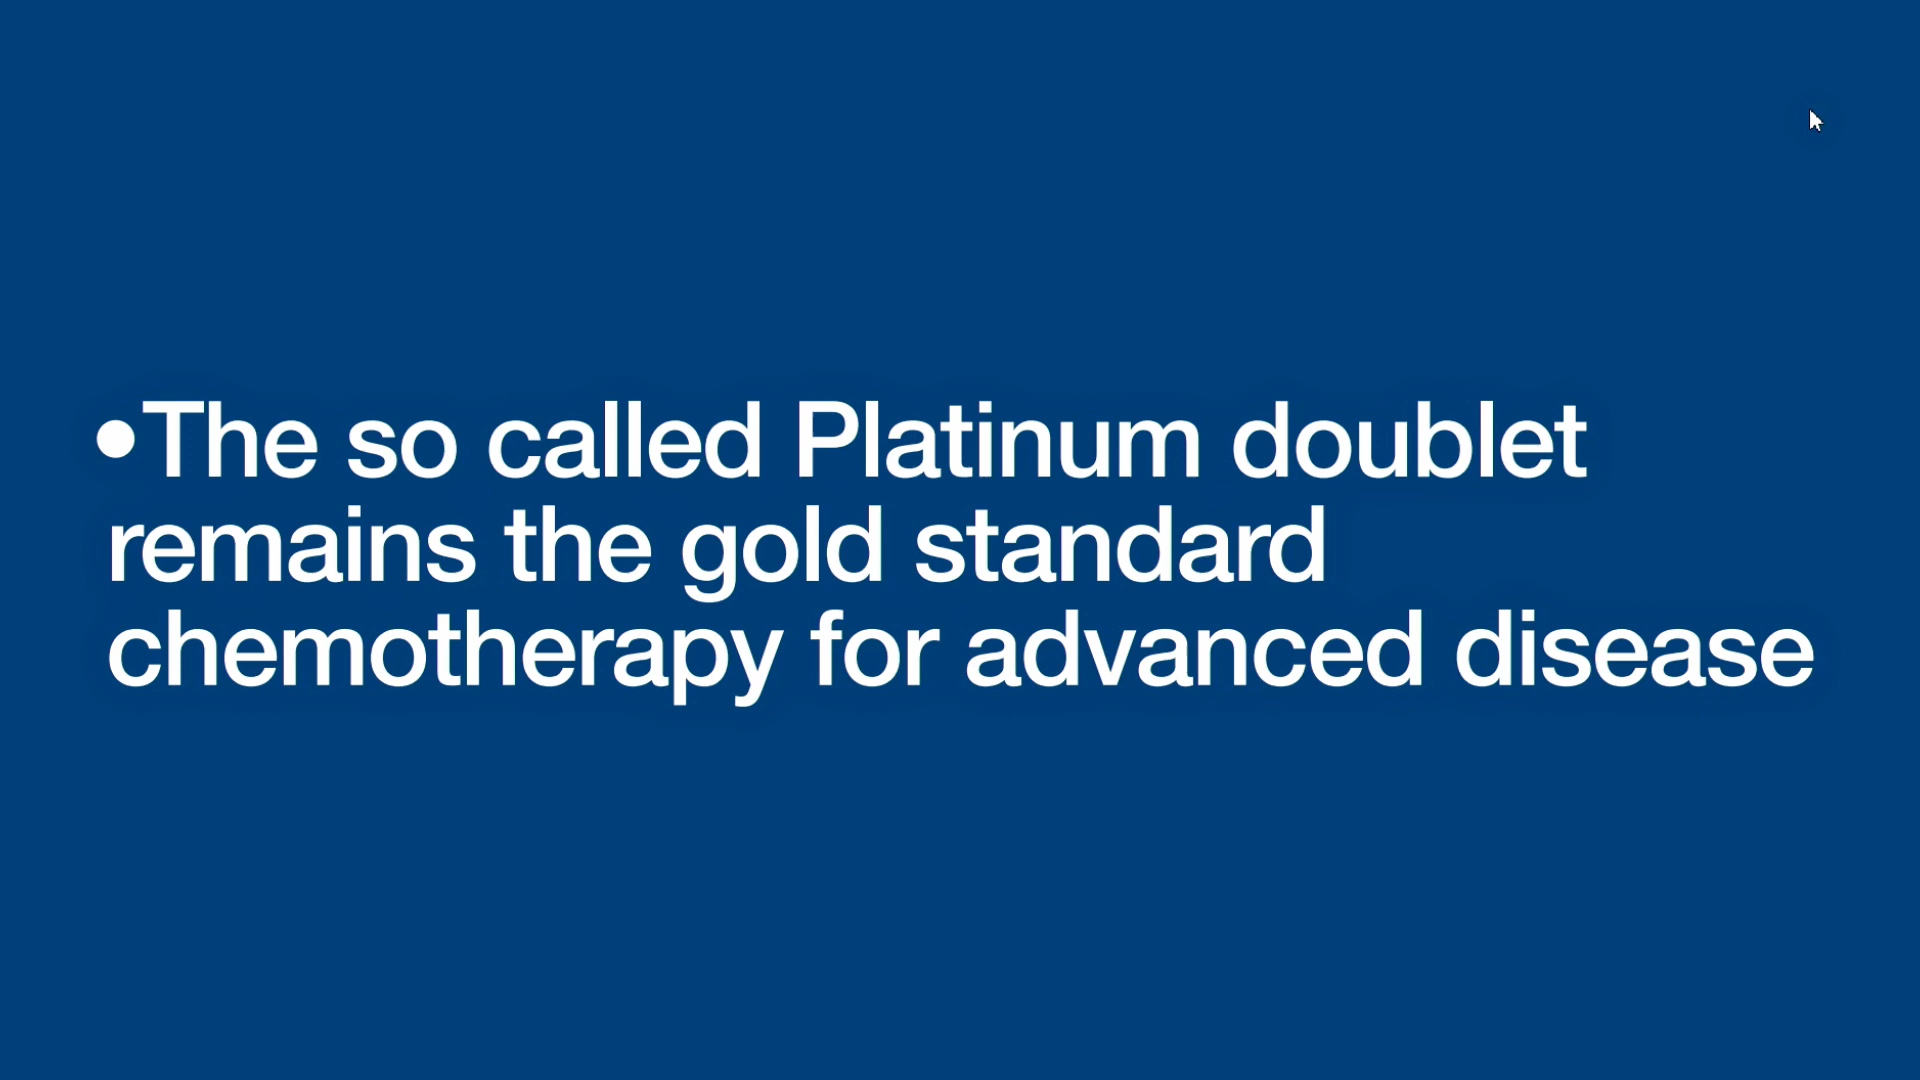 •The so called Platinum doublet
remains the gold standard
chemotherapy for advanced disease